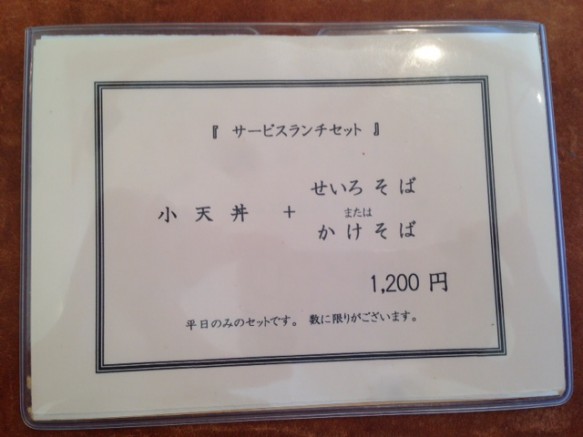 『 サービスランチセット 』
小天丼 + せいろそば
または
かけそば
1,200 円
平日のみのセットです。 数に限りがございます。